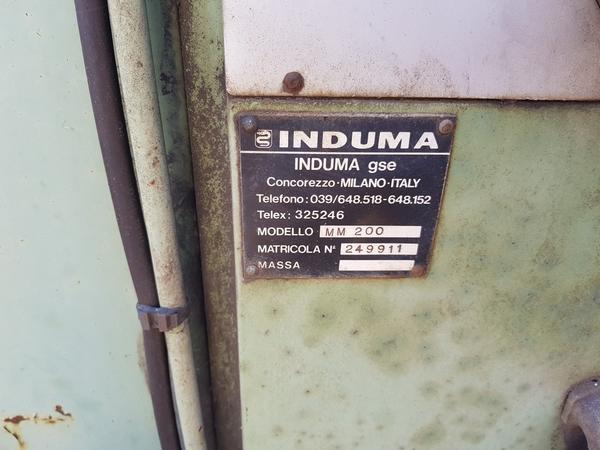 INDUMA
INDUMA gse
Concorezzo·MILANO·ITALY
Telefono: 039/648.518-648.152
Telex: 325246
MODELLO MM 200
MATRICOLA N° 249911
MASSA